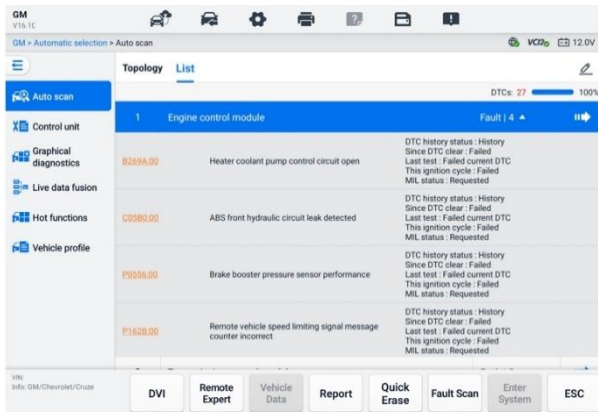 GM
V16.10
VCI2
12.0V
GM > Automatic selection > Auto scan
Topology List
DTCs: 27 100%
Auto scan
Control unit
Graphical
diagnostics
Live data fusion
Hot functions
Vehicle profile
1 Engine control module Fault | 4
B269A:00 Heater coolant pump control circuit open
DTC history status : History
Since DTC clear : Failed
Last test : Failed current DTC
This ignition cycle : Failed
MIL status : Requested
C05B0:00 ABS front hydraulic circuit leak detected
DTC history status : History
Since DTC clear : Failed
Last test : Failed current DTC
This ignition cycle : Failed
MIL status : Requested
P0556:00 Brake booster pressure sensor performance
DTC history status : History
Since DTC clear : Failed
Last test : Failed current DTC
This ignition cycle : Failed
MIL status : Requested
P162B:00 Remote vehicle speed limiting signal message
counter incorrect
DTC history status : History
Since DTC clear : Failed
Last test : Failed current DTC
This ignition cycle : Failed
MIL status : Requested
VIN:
Info: GM/Chevrolet/Cruze
DVI
Remote
Expert
Vehicle
Data
Report
Quick
Erase
Fault Scan
Enter
System
ESC